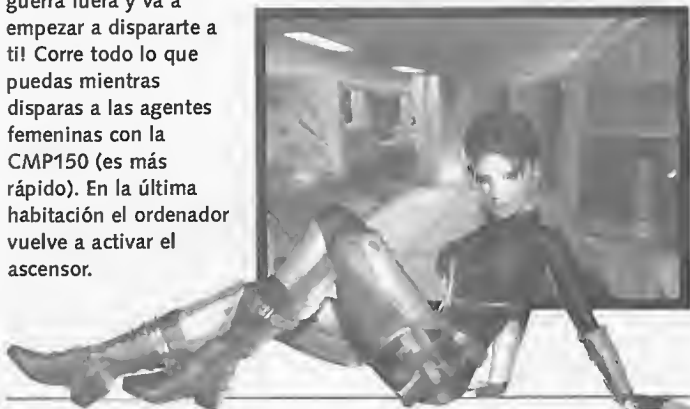 guerra fuera y va a
empezar a dispararte a
ti! Corre todo lo que
puedas mientras
disparas a las agentes
femeninas con la
CMP150 (es más
rápido). En la última
habitación el ordenador
vuelve a activar el
ascensor.